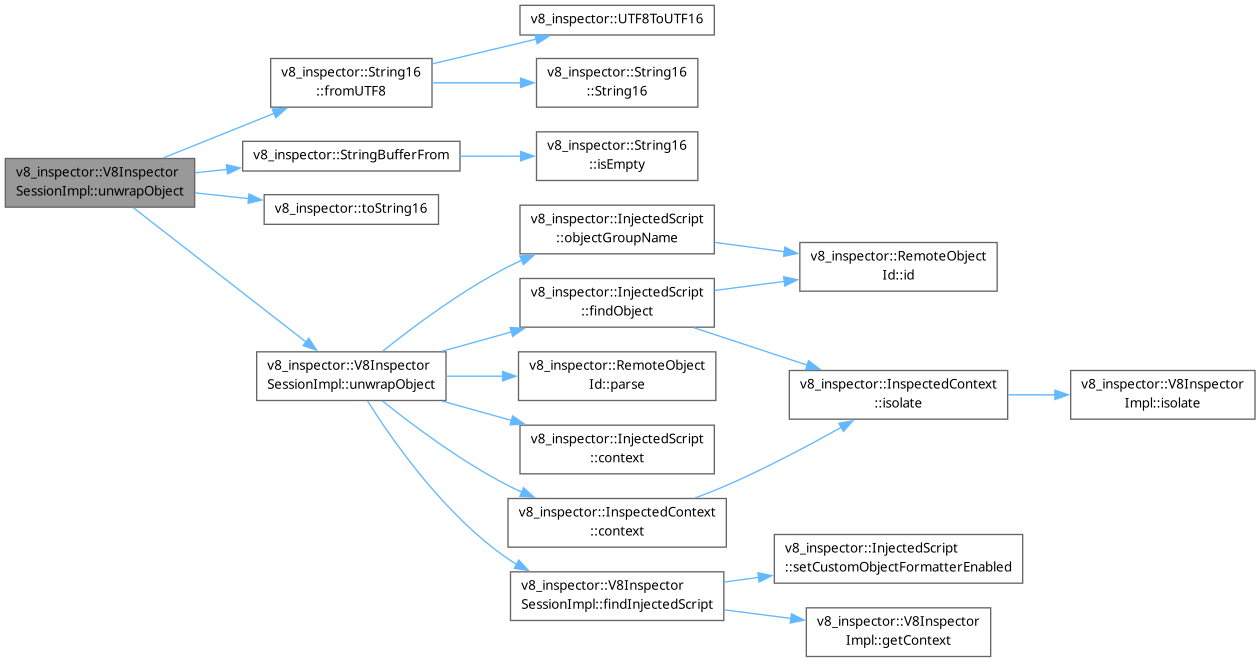 v8_inspector::UTF8ToUTF16
v8_inspector::String16
::fromUTF8
v8_inspector::String16
::String16
v8_inspector::StringBufferFrom
v8_inspector::String16
::isEmpty
v8_inspector::V8Inspector
SessionImpl::unwrapObject
v8_inspector::toString16
v8_inspector::InjectedScript
::objectGroupName
v8_inspector::RemoteObject
Id::id
v8_inspector::InjectedScript
::findObject
v8_inspector::V8Inspector
SessionImpl::unwrapObject
v8_inspector::RemoteObject
Id::parse
v8_inspector::InspectedContext
::isolate
v8_inspector::V8Inspector
Impl::isolate
v8_inspector::InjectedScript
::context
v8_inspector::InspectedContext
::context
v8_inspector::InjectedScript
::setCustomObjectFormatterEnabled
v8_inspector::V8Inspector
SessionImpl::findInjectedScript
v8_inspector::V8Inspector
Impl::getContext